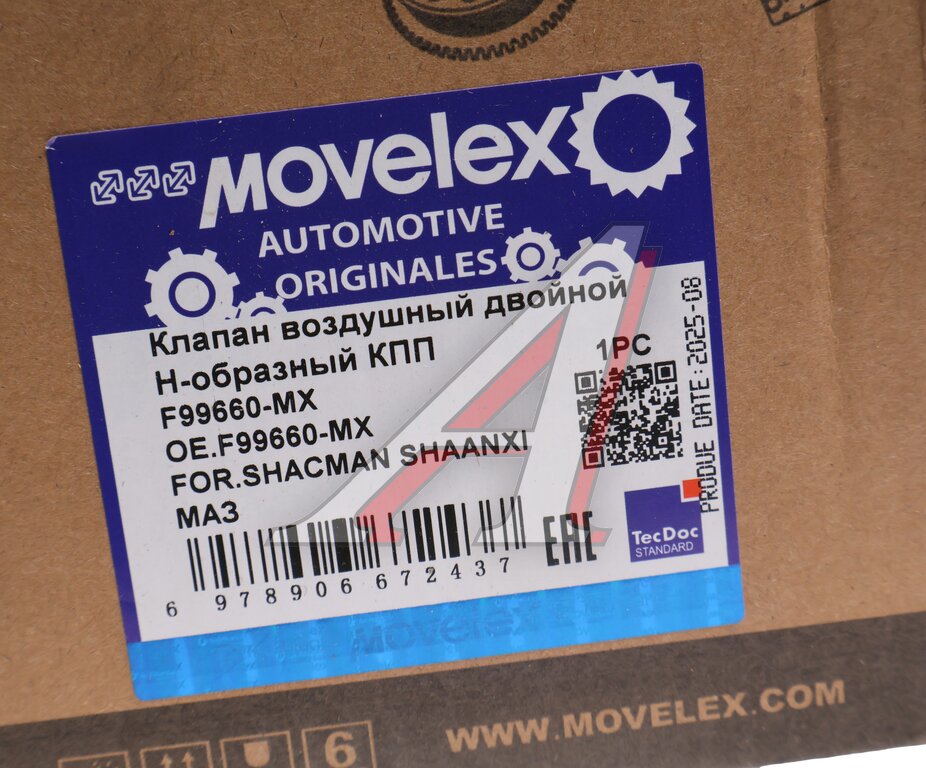 MOVELEX
AUTOMOTIVE
ORIGINALES
Клапан воздушный двойной
Н-образный КПП
F99660-MX
OE.F99660-MX
FOR.SHACMAN SHAANXI
МАЗ
1PC
PRODUE DATE:2025-08
EAC
TecDoc
STANDARD
6 978906 672437
MOVELEX
WWW.MOVELEX.COM
6